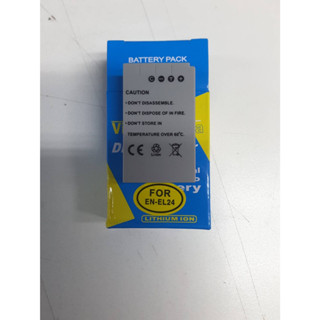 BATTERY PACK
C T +
CAUTION
•DON'T DISASSEMBLE.
•DON'T DISPOSE OF IN FIRE.
•DON'T STORE IN
TEMPERATURE OVER 60℃.
CE
FOR
EN-EL24
LITHIUM ION